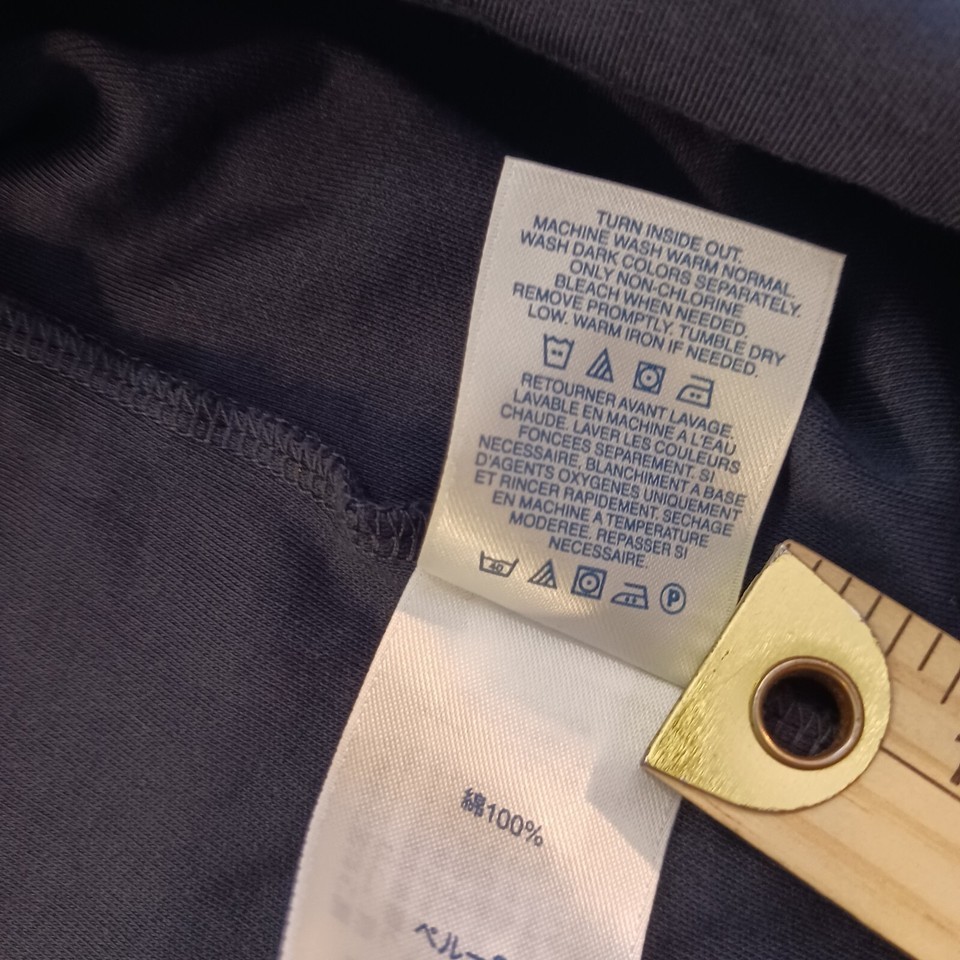 TURN INSIDE OUT.
MACHINE WASH WARM NORMAL.
WASH DARK COLORS SEPARATELY.
ONLY NON-CHLORINE
BLEACH WHEN NEEDED.
REMOVE PROMPTLY. TUMBLE DRY
LOW. WARM IRON IF NEEDED.
RETOURNER AVANT LAVAGE.
LAVABLE EN MACHINE A L'EAU
CHAUDE. LAVER LES COULEURS
FONCEES SEPAREMENT. SI
NECESSAIRE, BLANCHIMENT A BASE
D'AGENTS OXYGENES UNIQUEMENT
ET RINCER RAPIDEMENT. SECHAGE
EN MACHINE A TEMPERATURE
MODEREE. REPASSER SI
NECESSAIRE.
40 P
綿100%
ペルー